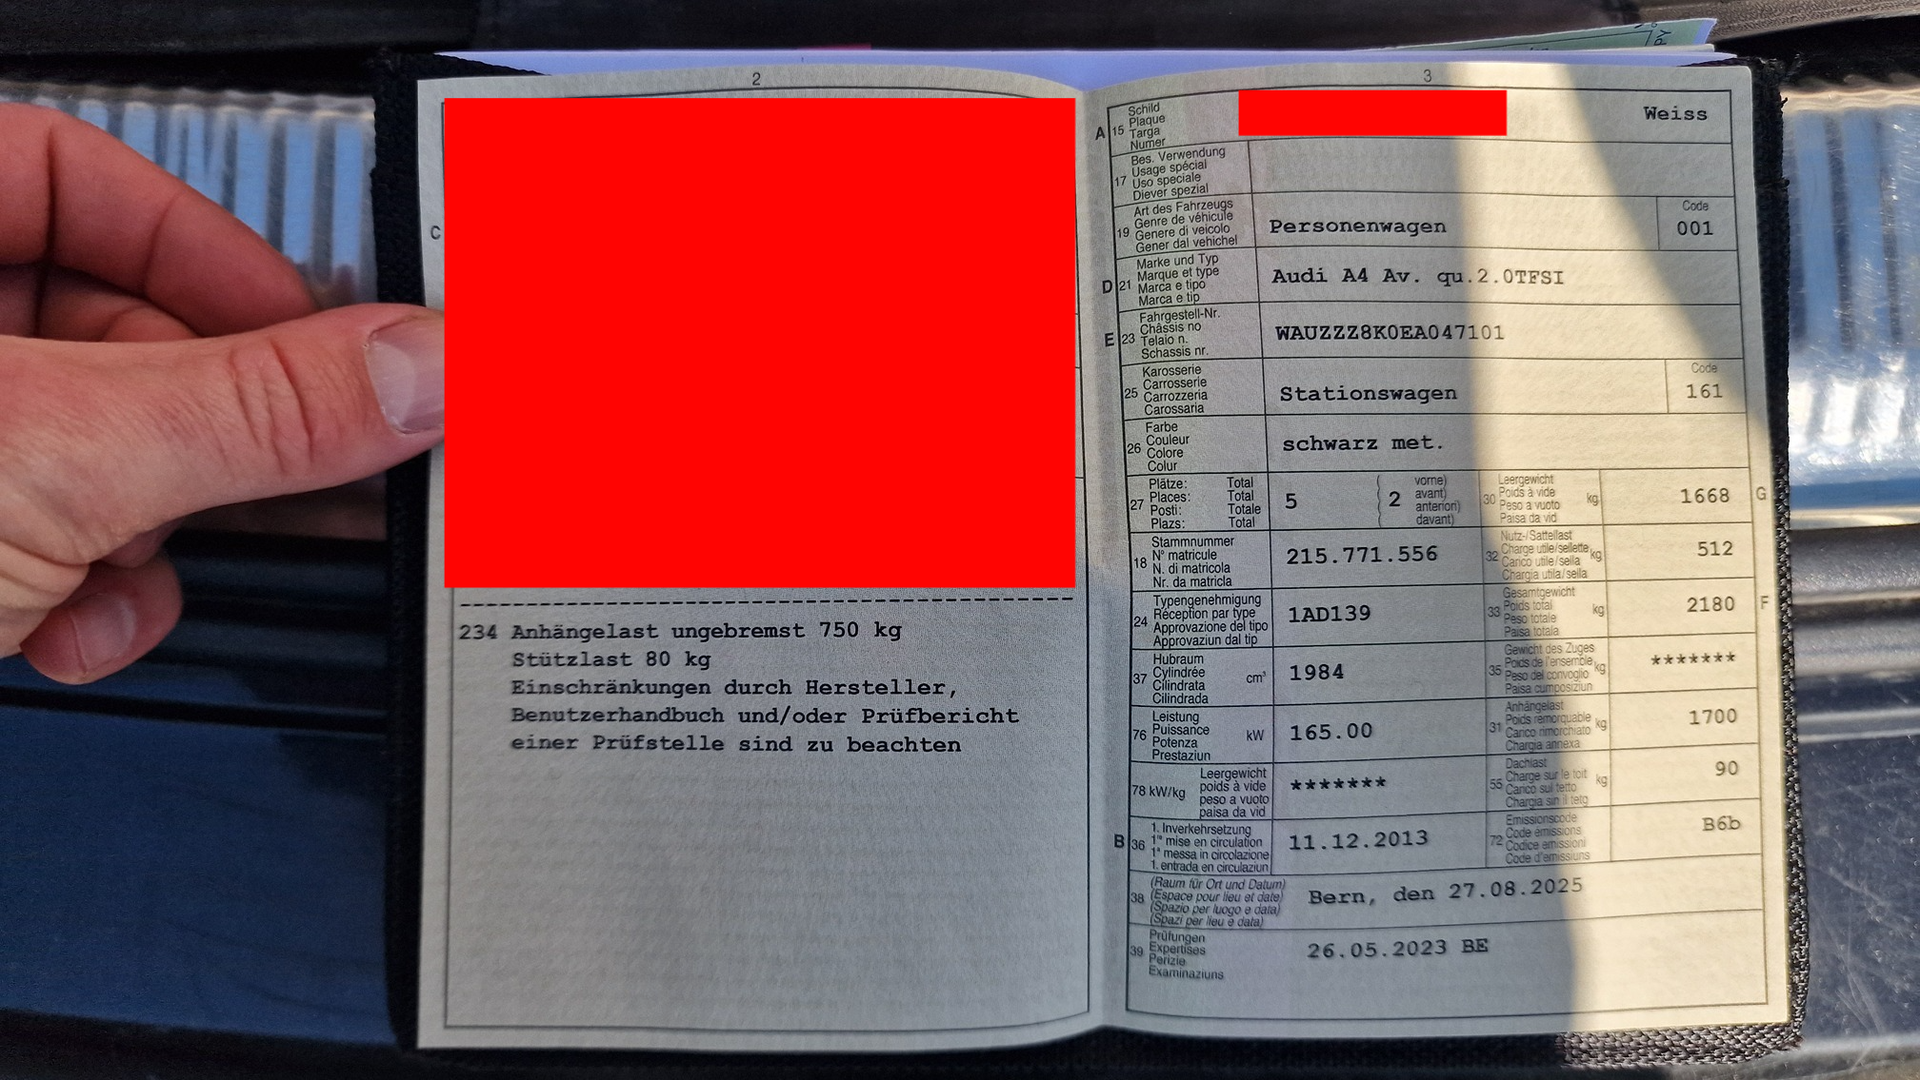 2
C
234 Anhängelast ungebremst 750 kg
Stützlast 80 kg
Einschränkungen durch Hersteller,
Benutzerhandbuch und/oder Prüfbericht
einer Prüfstelle sind zu beachten
3
A 15 Schild
Plaque
Targa
Numer
Weiss
17 Bes. Verwendung
Usage spécial
Uso speciale
Diever spezial
19 Art des Fahrzeugs
Genre de véhicule
Genere di veicolo
Gener dal vehichel
Personenwagen
Code
001
D 21 Marke und Typ
Marque et type
Marca e tipo
Marca e tip
Audi A4 Av. qu.2.0TFSI
E 23 Fahrgestell-Nr.
Châssis no
Telaio n.
Schassis nr.
WAUZZZ8K0EA047101
25 Karosserie
Carrosserie
Carrozzeria
Carossaria
Stationswagen
Code
161
26 Farbe
Couleur
Colore
Colur
schwarz met.
27 Plätze: Total
Places: Total
Posti: Totale
Plazs: Total
5 2 vorne)
avant)
anteriori)
davant)
30 Leergewicht
Poids à vide
Peso a vuoto
Paisa da vid
kg
1668 G
18 Stammnummer
N° matricule
N. di matricola
Nr. da matricla
215.771.556
32 Nutz-/Sattellast
Charge utile/sellette
Carico utile/sella
Chargia utila/sella
kg
512
24 Typengenehmigung
Réception par type
Approvazione del tipo
Approvaziun dal tip
1AD139
33 Gesamtgewicht
Poids total
Peso totale
Paisa totala
kg
2180 F
37 Hubraum
Cylindrée
Cilindrata
Cilindrada
cm³
1984
35 Gewicht des Zuges
Poids de l'ensemble
Peso del convoglio
Paisa cumposiziun
kg
*******
76 Leistung
Puissance
Potenza
Prestaziun
kW
165.00
31 Anhängelast
Poids remorquable
Carico rimorchiato
Chargia annexa
kg
1700
78 kW/kg Leergewicht
poids à vide
peso a vuoto
paisa da vid
*******
55 Dachlast
Charge sur le toit
Carico sul tetto
Chargia sin il tetg
kg
90
B 36 1. Inverkehrsetzung
1re mise en circulation
1a messa in circolazione
1. entrada en circulaziun
11.12.2013
72 Emissionscode
Code émissions
Codice emissioni
Code d'emissiuns
B6b
38 (Raum für Ort und Datum)
(Espace pour lieu et date)
(Spazio per luogo e data)
(Spazi per lieu e data)
Bern, den 27.08.2025
39 Prüfungen
Expertises
Perizie
Examinaziuns
26.05.2023 BE